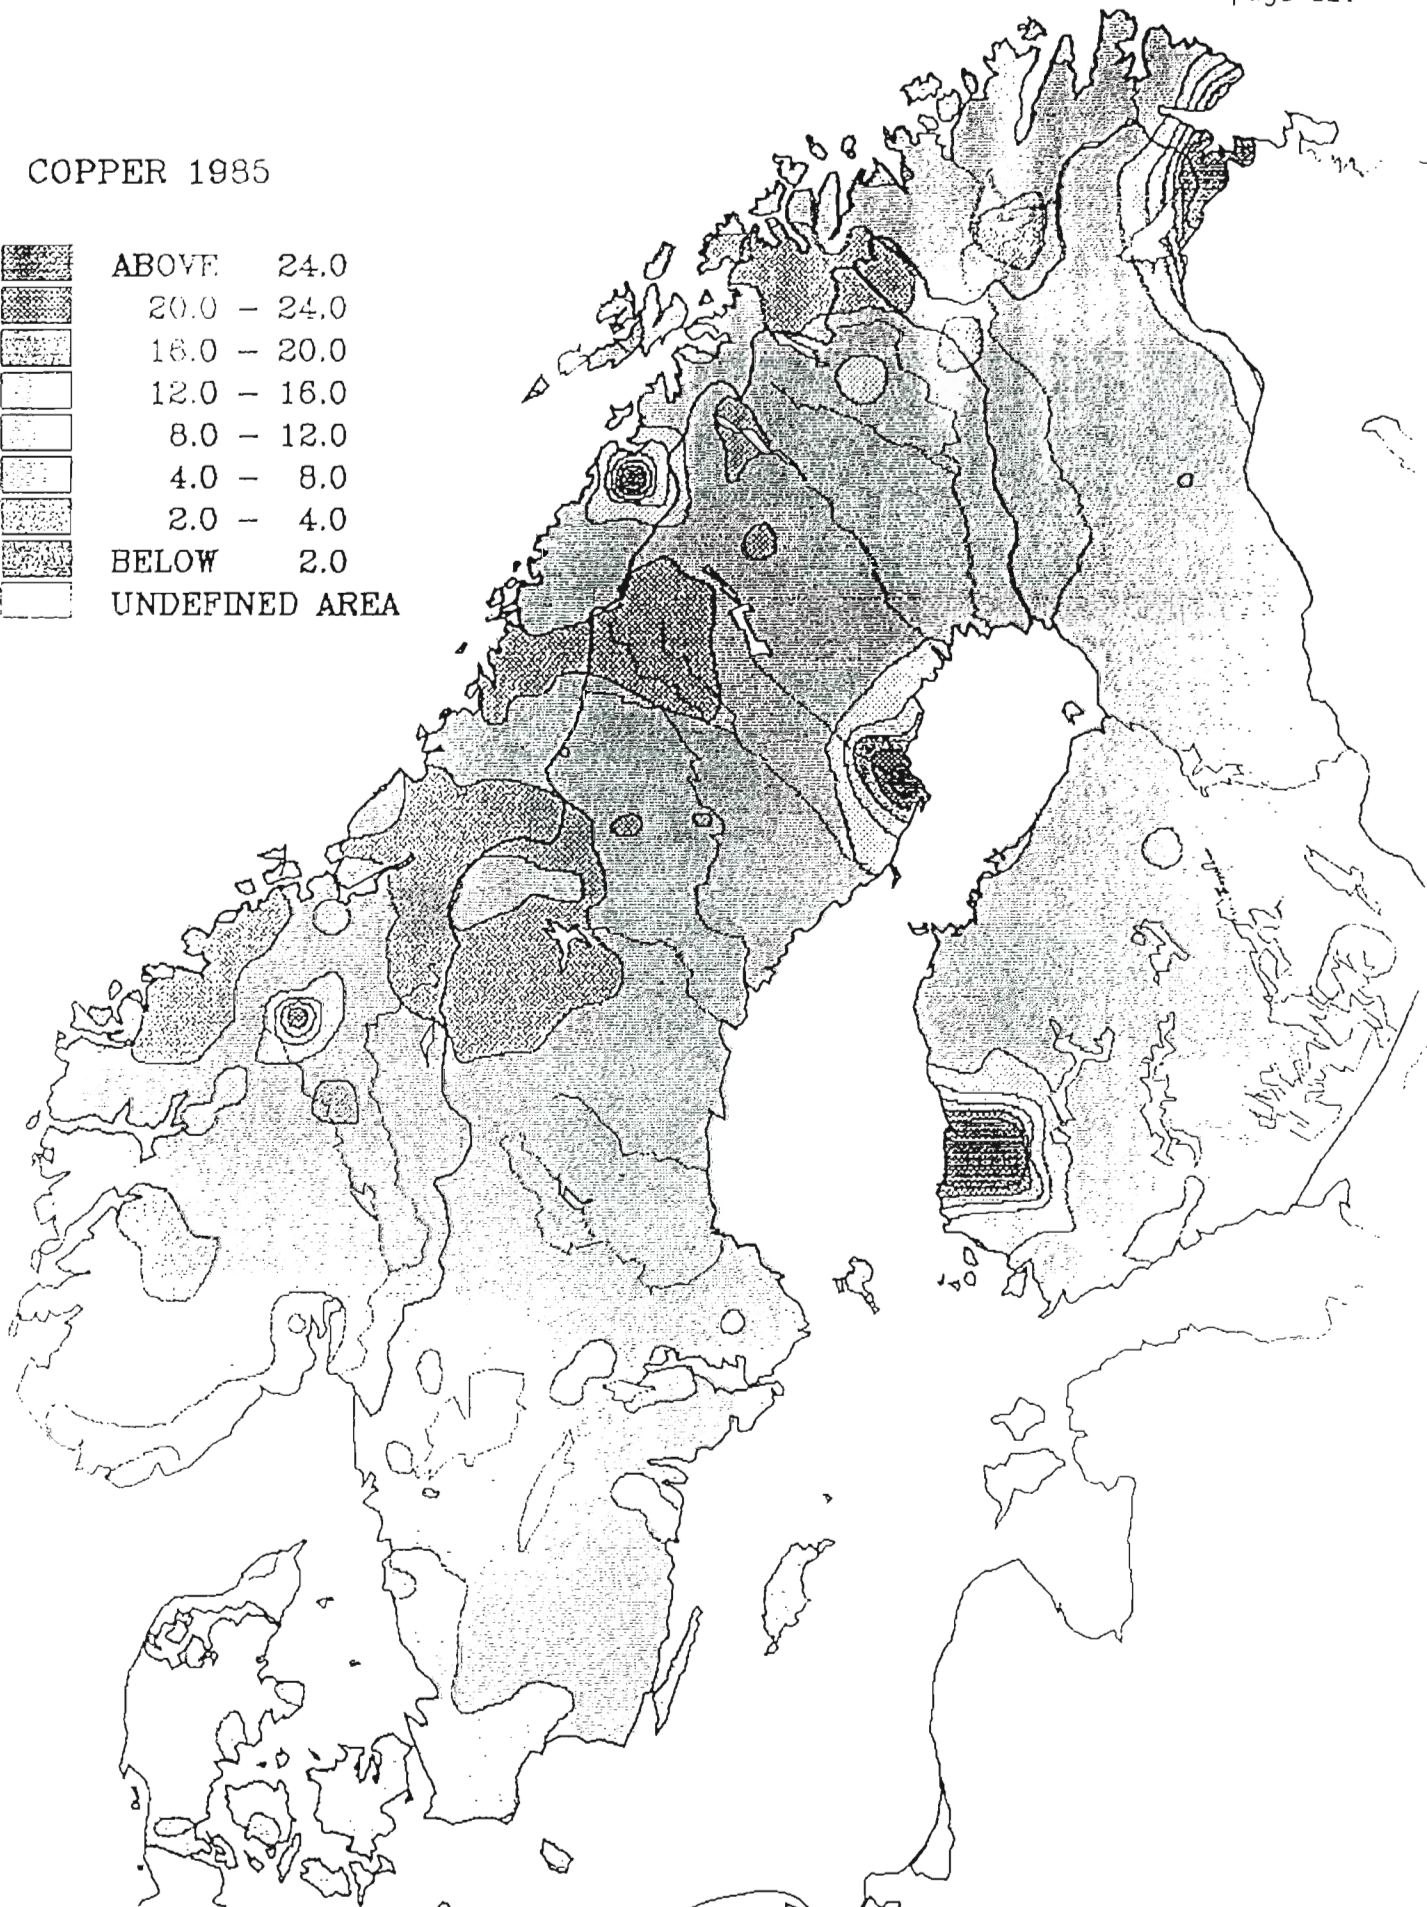 COPPER 1985
ABOVE 24.0
20.0 – 24.0
16.0 – 20.0
12.0 – 16.0
8.0 – 12.0
4.0 – 8.0
2.0 – 4.0
BELOW 2.0
UNDEFINED AREA